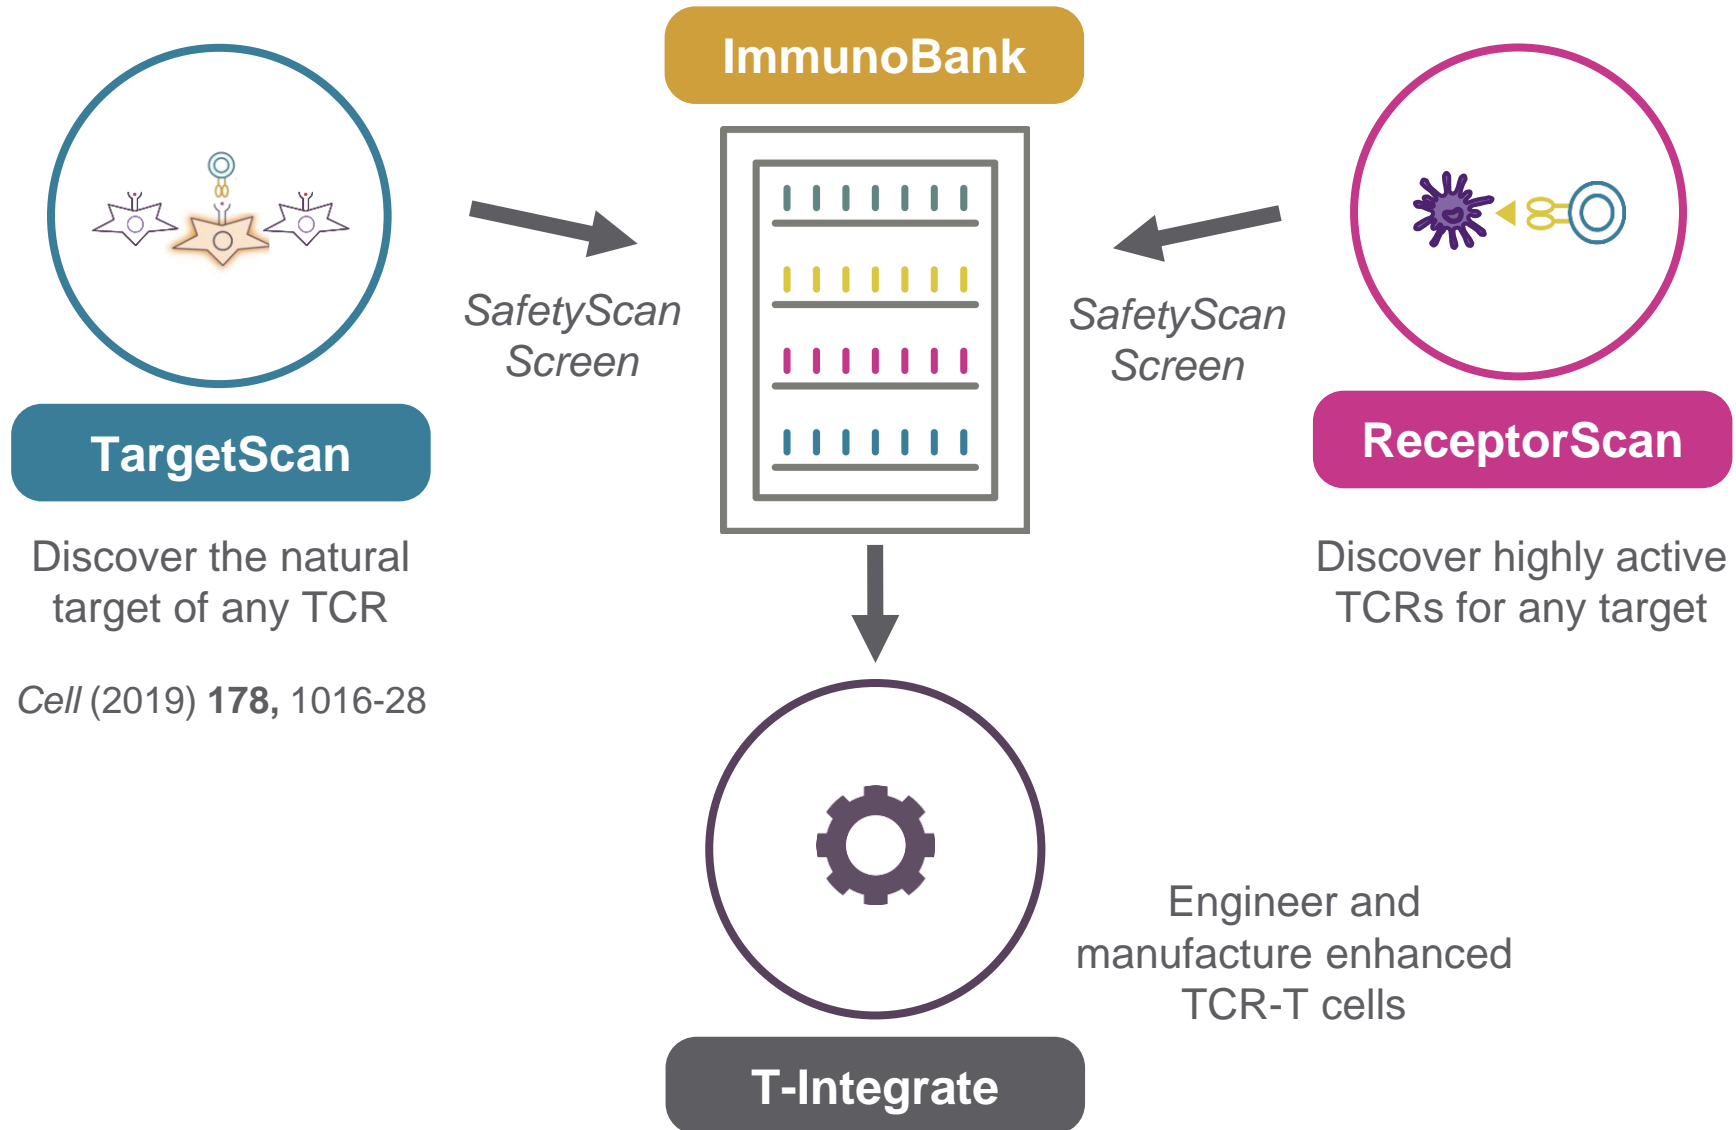 ImmunoBank
SafetyScan
Screen
SafetyScan
Screen
TargetScan
Discover the natural
target of any TCR
Cell (2019) 178, 1016-28
ReceptorScan
Discover highly active
TCRs for any target
Engineer and
manufacture enhanced
TCR-T cells
T-Integrate